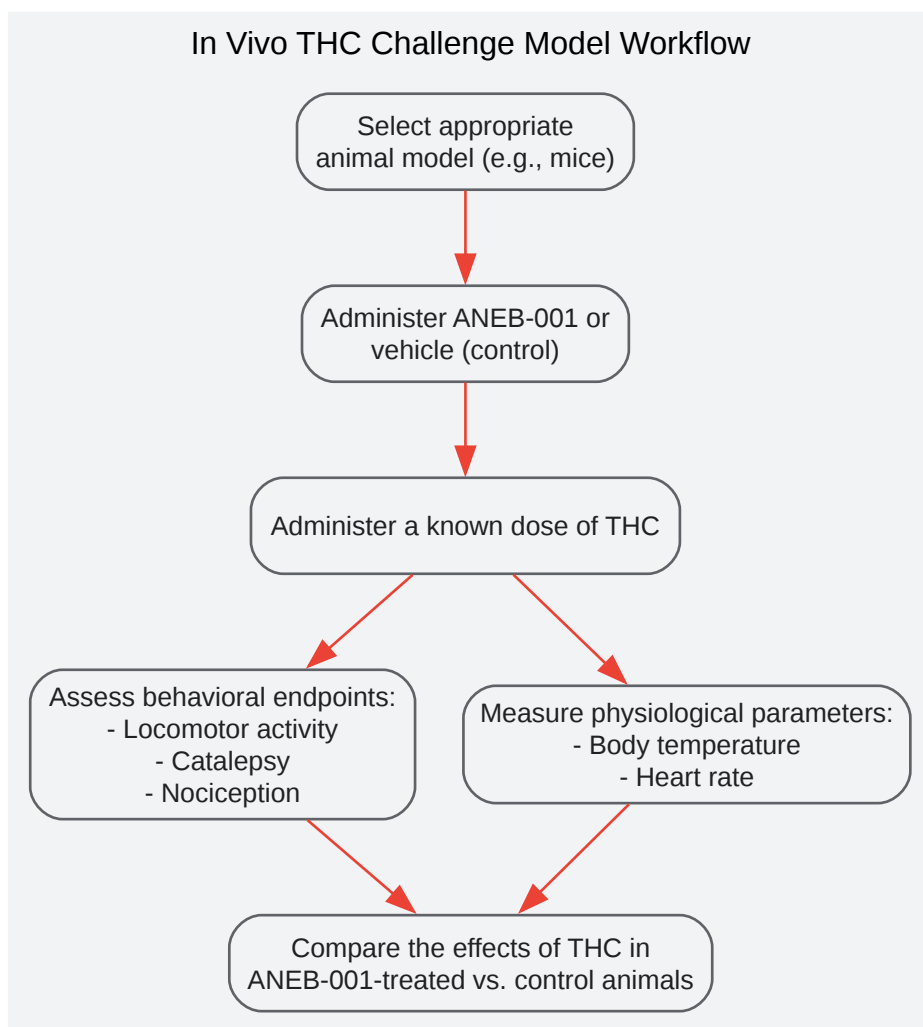 In Vivo THC Challenge Model Workflow
Select appropriate
animal model (e.g., mice)
Administer ANEB-001 or
vehicle (control)
Administer a known dose of THC
Assess behavioral endpoints:
- Locomotor activity
- Catalepsy
- Nociception
Measure physiological parameters:
- Body temperature
- Heart rate
Compare the effects of THC in
ANEB-001-treated vs. control animals